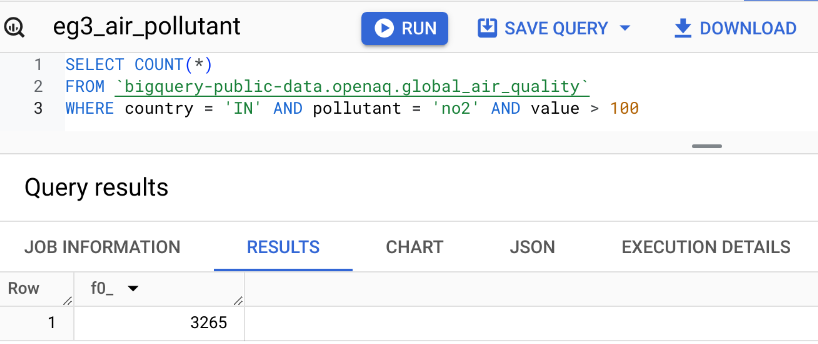 eg3_air_pollutant RUN SAVE QUERY DOWNLOAD
1 SELECT COUNT(*)
2 FROM `bigquery-public-data.openaq.global_air_quality`
3 WHERE country = 'IN' AND pollutant = 'no2' AND value > 100
Query results
JOB INFORMATION RESULTS CHART JSON EXECUTION DETAILS
Row f0_
1 3265